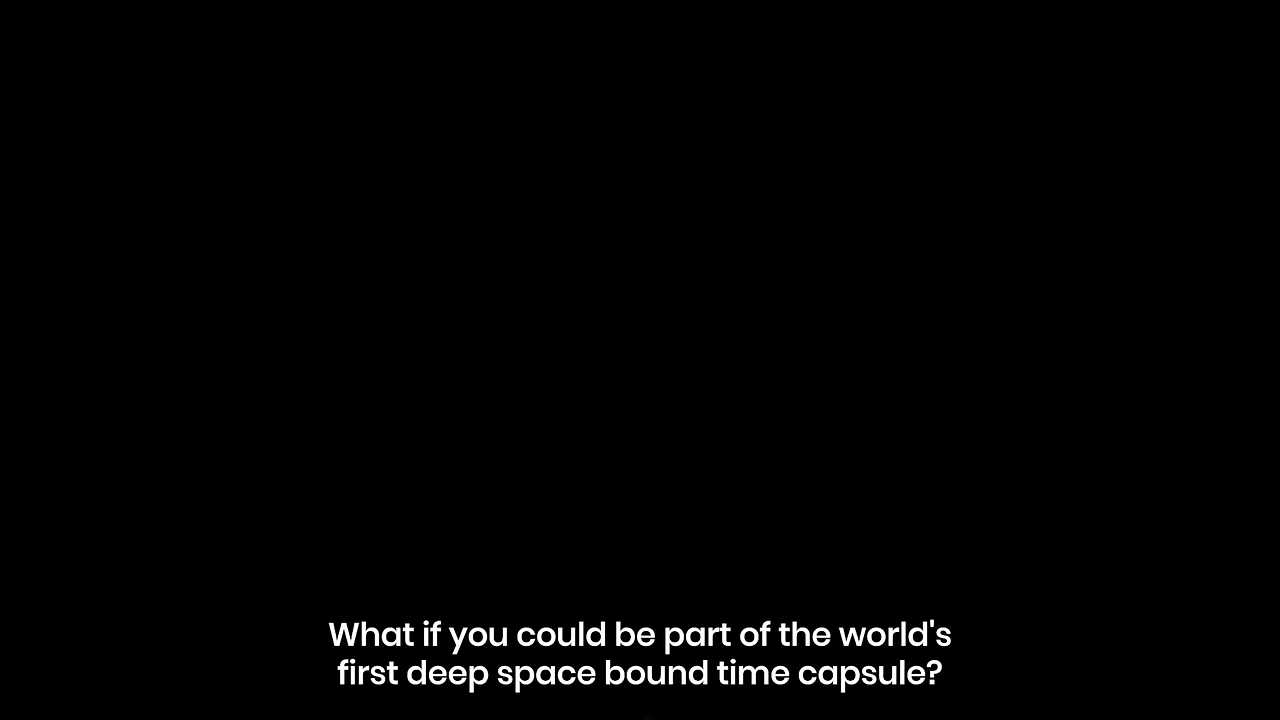 What if you could be part of the world's
first deep space bound time capsule?